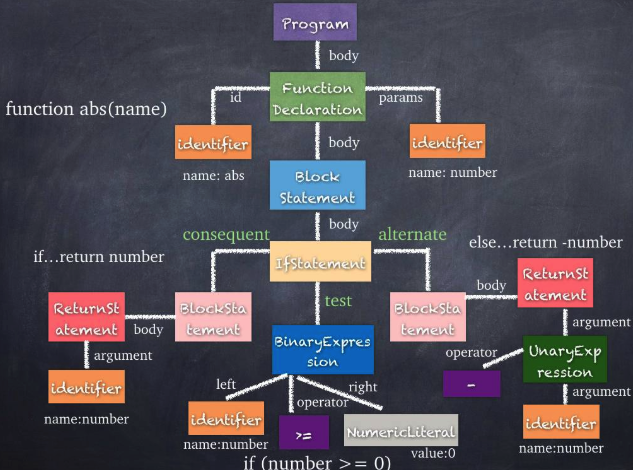 Program
body
Function
Declaration
id
params
function abs(name)
identifier
identifier
name: abs
name: number
body
Block
Statement
body
consequent
alternate
if...return number
else...return -number
IfStatement
ReturnSt
atement
body
BlockSta
tement
test
BlockSta
tement
body
ReturnSt
atement
argument
argument
BinaryExpres
sion
operator
UnaryExp
ression
identifier
name:number
left
operator
right
-
argument
identifier
name:number
>=
NumericLiteral
value:0
identifier
name:number
if (number >= 0)